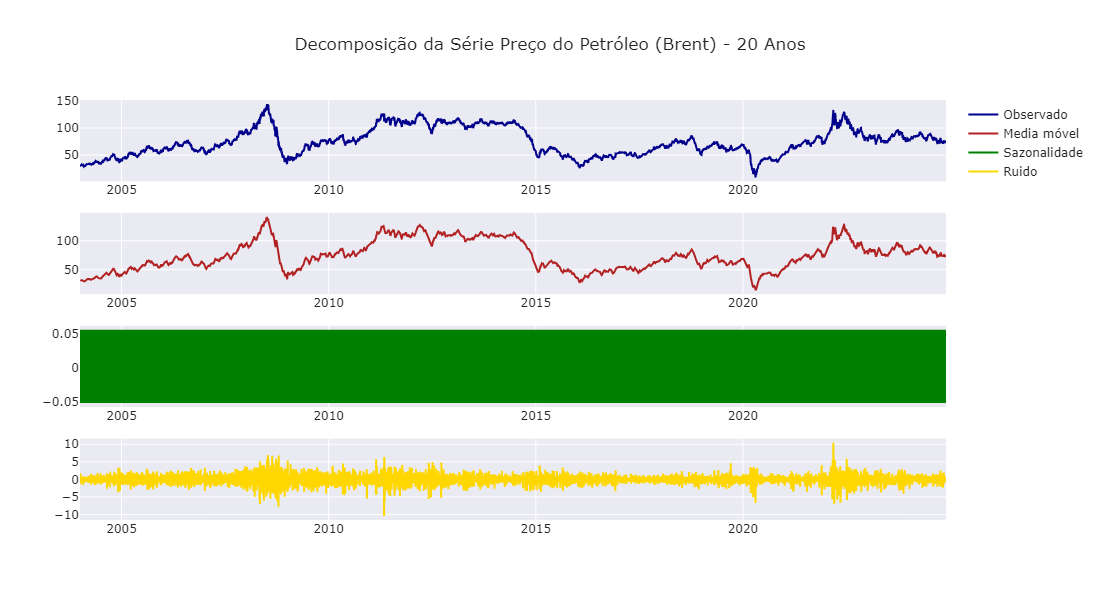 Decomposição da Série Preço do Petróleo (Brent) - 20 Anos
150
100
50
2005 2010 2015 2020
Observado
Media móvel
Sazonalidade
Ruido
100
50
2005 2010 2015 2020
0.05
0
−0.05
2005 2010 2015 2020
10
5
0
−5
−10
2005 2010 2015 2020